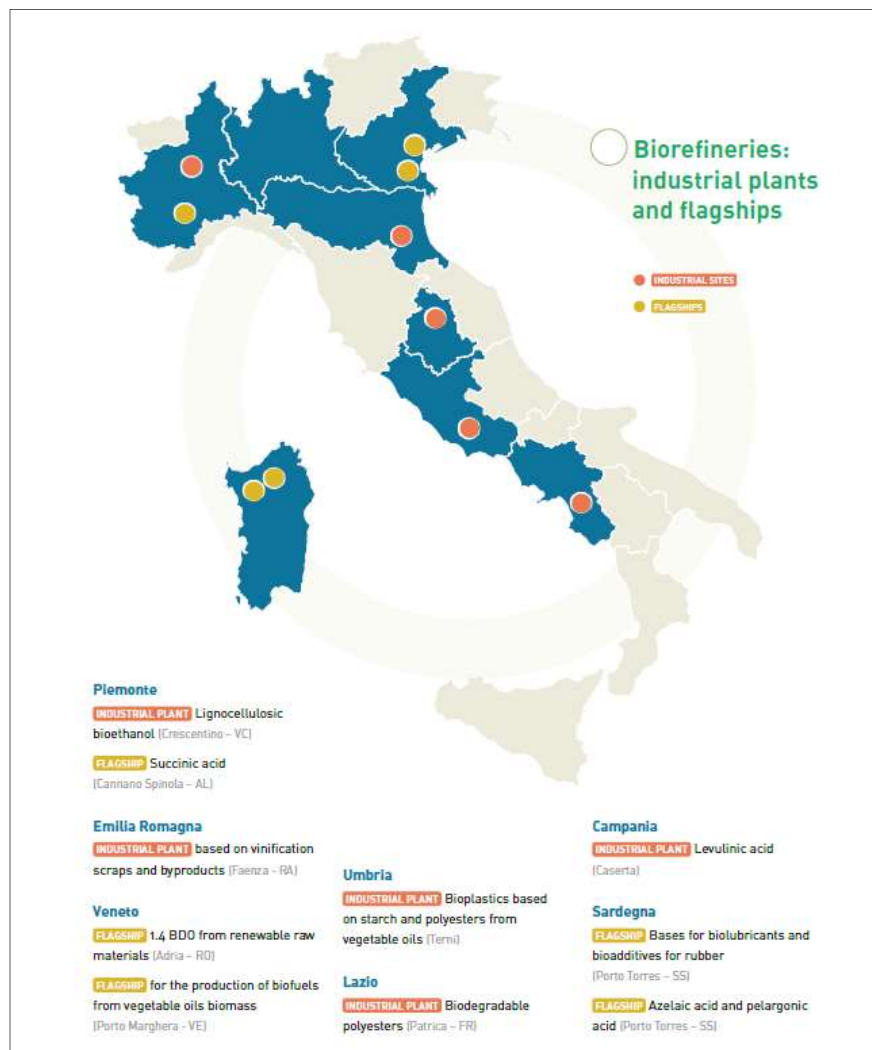 Biorefineries:
industrial plants
and flagships
INDUSTRIAL SITES
FLAGSHIPS
Piemonte
INDUSTRIAL PLANT Lignocellulosic
bioethanol (Crescentino – VC)
FLAGSHIP Succinic acid
(Cannano Spinola – AL)
Emilia Romagna
INDUSTRIAL PLANT based on vinification
scraps and byproducts (Faenza - RA)
Veneto
FLAGSHIP 1.4 BDO from renewable raw
materials (Adria – RO)
FLAGSHIP for the production of biofuels
from vegetable oils biomass
(Porto Marghera - VE)
Umbria
INDUSTRIAL PLANT Bioplastics based
on starch and polyesters from
vegetable oils (Terni)
Lazio
INDUSTRIAL PLANT Biodegradable
polyesters (Patrica – FR)
Campania
INDUSTRIAL PLANT Levulinic acid
(Caserta)
Sardegna
FLAGSHIP Bases for biolubricants and
bioadditives for rubber
(Porto Torres – SS)
FLAGSHIP Azelaic acid and pelargonic
acid (Porto Torres – SS)